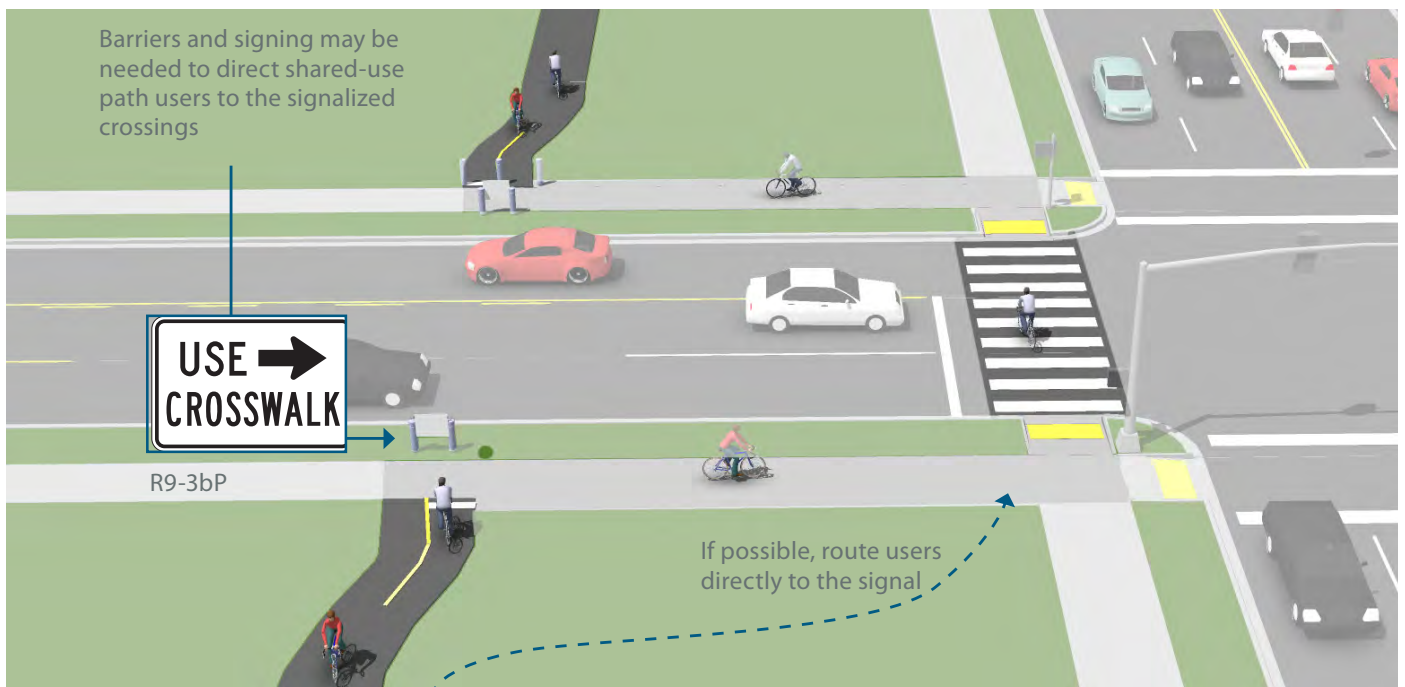 Barriers and signing may be
needed to direct shared-use
path users to the signalized
crossings
USE
CROSSWALK
R9-3bP
If possible, route users
directly to the signal